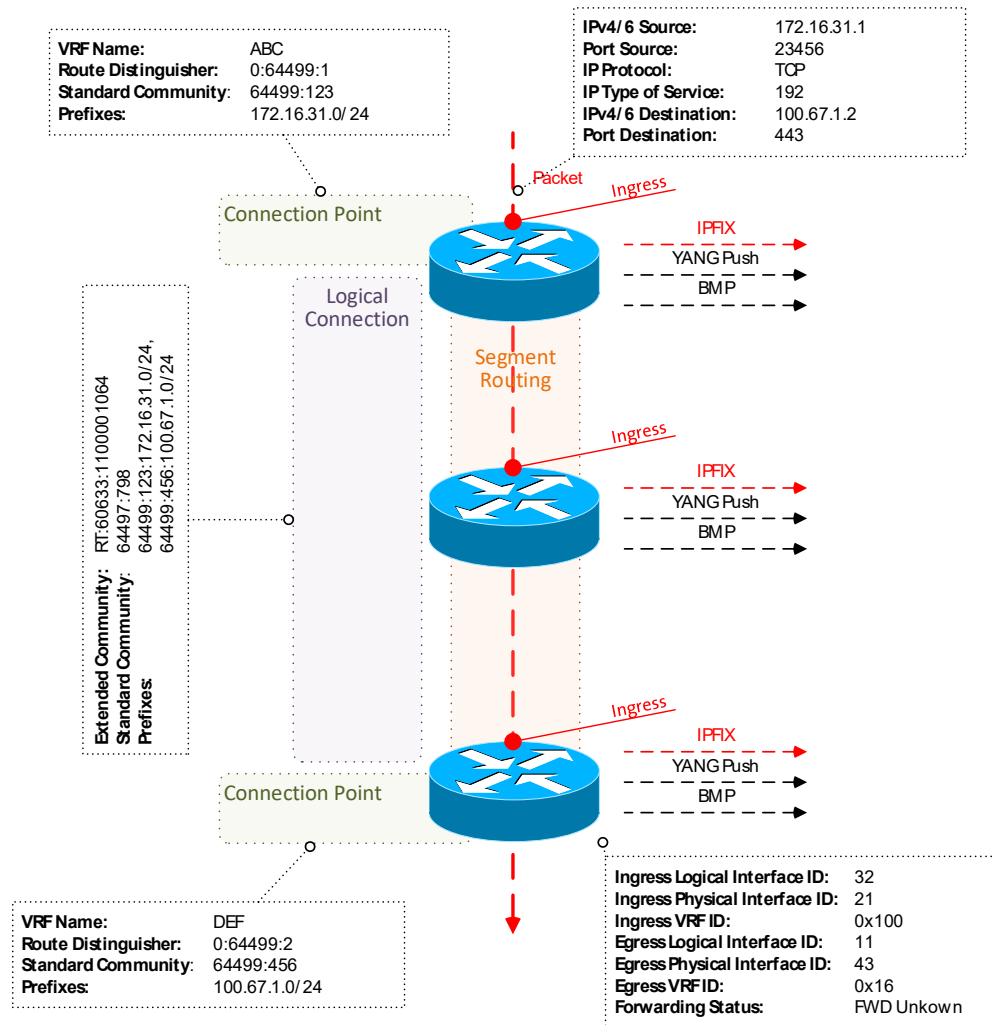 VRF Name: ABC
Route Distinguisher: 0:64499:1
Standard Community: 64499:123
Prefixes: 172.16.31.0/24
IPv4/6 Source: 172.16.31.1
Port Source: 23456
IP Protocol: TCP
IP Type of Service: 192
IPv4/6 Destination: 100.67.1.2
Port Destination: 443
Packet
Ingress
Connection Point
IPFIX
YANG Push
BMP
Logical
Connection
Segment
Routing
Extended Community: RT:60633:1100001064
Standard Community: 64497:798
Prefixes: 64499:123:172.16.31.0/24,
64499:456:100.67.1.0/24
Ingress
IPFIX
YANG Push
BMP
Ingress
IPFIX
YANG Push
BMP
Connection Point
VRF Name: DEF
Route Distinguisher: 0:64499:2
Standard Community: 64499:456
Prefixes: 100.67.1.0/24
Ingress Logical Interface ID: 32
Ingress Physical Interface ID: 21
Ingress VRF ID: 0x100
Egress Logical Interface ID: 11
Egress Physical Interface ID: 43
Egress VRF ID: 0x16
Forwarding Status: FWD Unkown